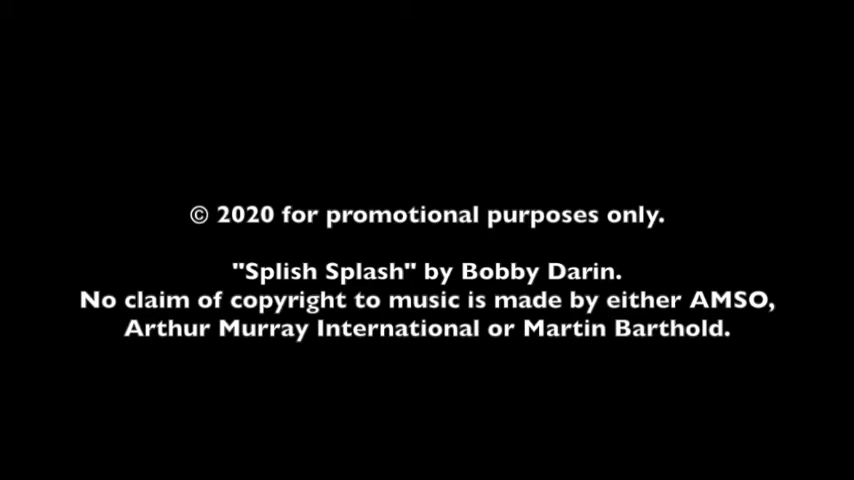 © 2020 for promotional purposes only.
"Splish Splash" by Bobby Darin.
No claim of copyright to music is made by either AMSO,
Arthur Murray International or Martin Barthold.